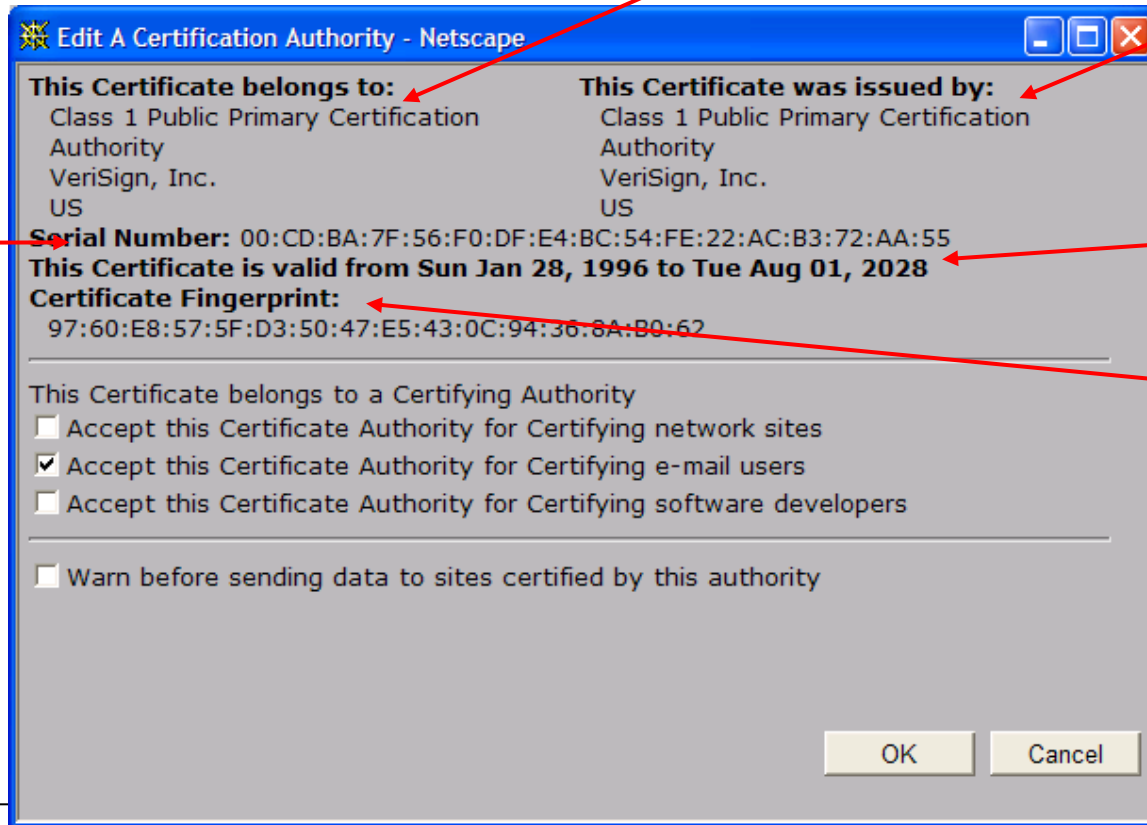 Edit A Certification Authority - Netscape
This Certificate belongs to:
Class 1 Public Primary Certification
Authority
VeriSign, Inc.
US
This Certificate was issued by:
Class 1 Public Primary Certification
Authority
VeriSign, Inc.
US
Serial Number: 00:CD:BA:7F:56:F0:DF:E4:BC:54:FE:22:AC:B3:72:AA:55
This Certificate is valid from Sun Jan 28, 1996 to Tue Aug 01, 2028
Certificate Fingerprint:
97:60:E8:57:5F:D3:50:47:E5:43:0C:94:36:8A:B0:62
This Certificate belongs to a Certifying Authority
Accept this Certificate Authority for Certifying network sites
Accept this Certificate Authority for Certifying e-mail users
Accept this Certificate Authority for Certifying software developers
Warn before sending data to sites certified by this authority
OK
Cancel